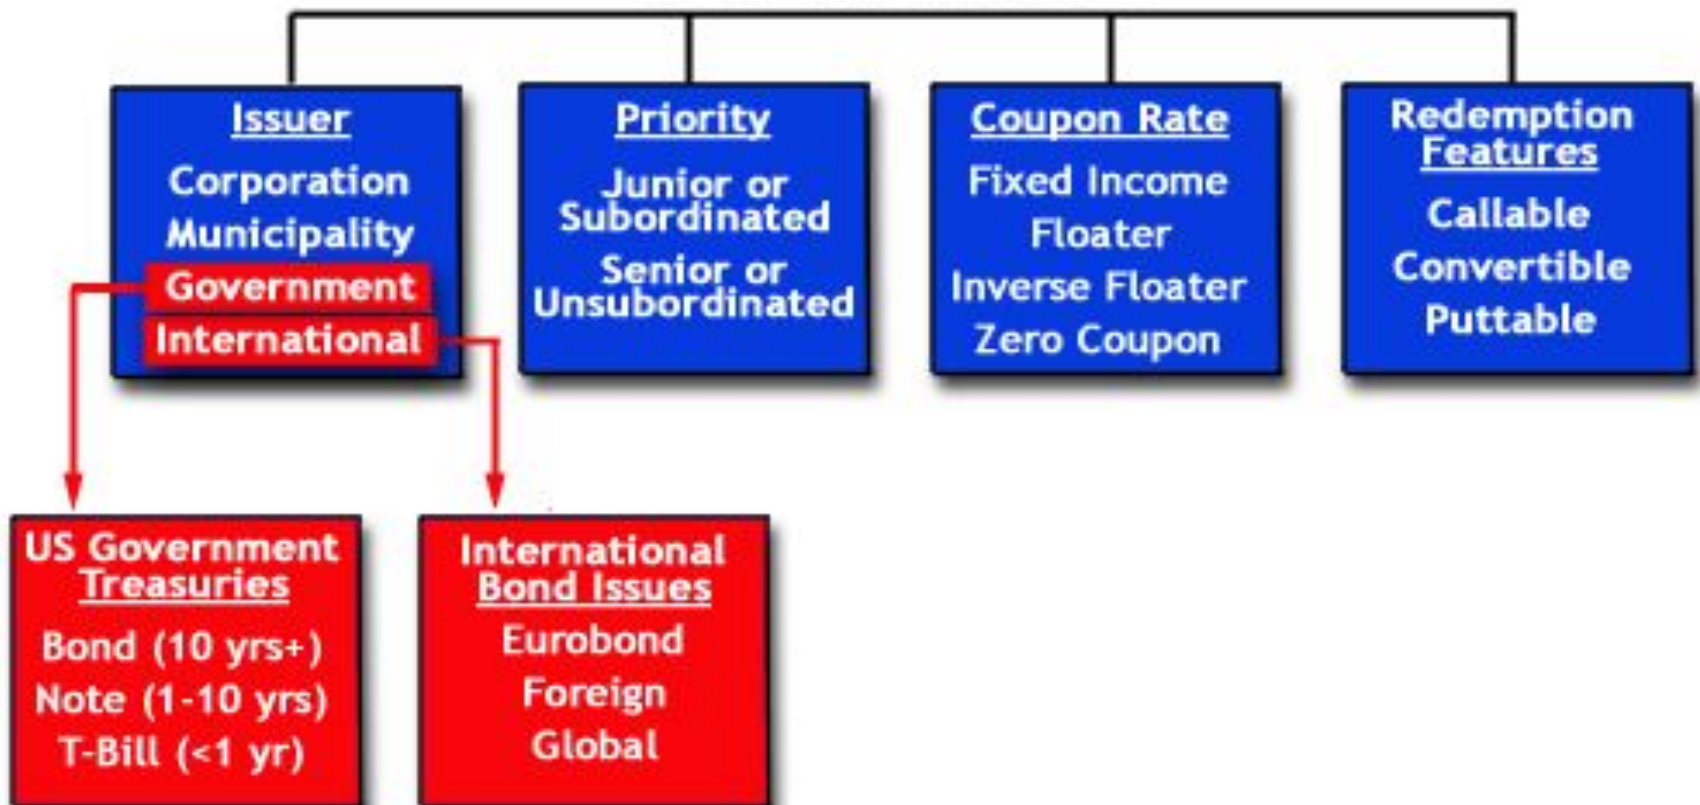 Issuer
Corporation
Municipality
Government
International
Priority
Junior or
Subordinated
Senior or
Unsubordinated
Coupon Rate
Fixed Income
Floater
Inverse Floater
Zero Coupon
Redemption
Features
Callable
Convertible
Puttable
US Government
Treasuries
Bond (10 yrs+)
Note (1-10 yrs)
T-Bill (<1 yr)
International
Bond Issues
Eurobond
Foreign
Global